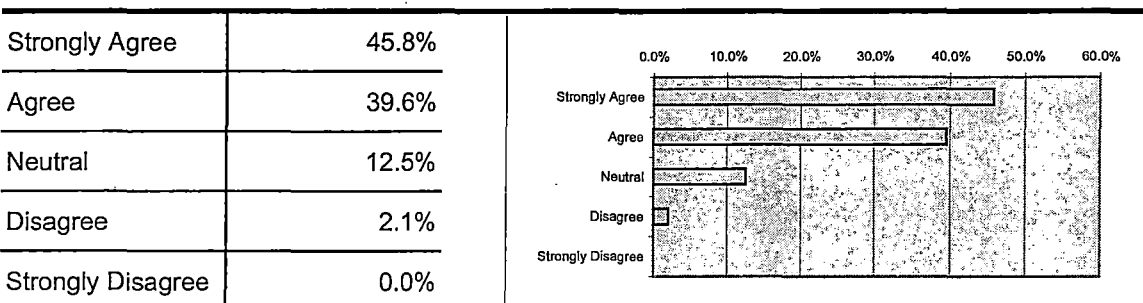 Strongly Agree 45.8%
Agree 39.6%
Neutral 12.5%
Disagree 2.1%
Strongly Disagree 0.0%
0.0% 10.0% 20.0% 30.0% 40.0% 50.0% 60.0%
Strongly Agree
Agree
Neutral
Disagree
Strongly Disagree